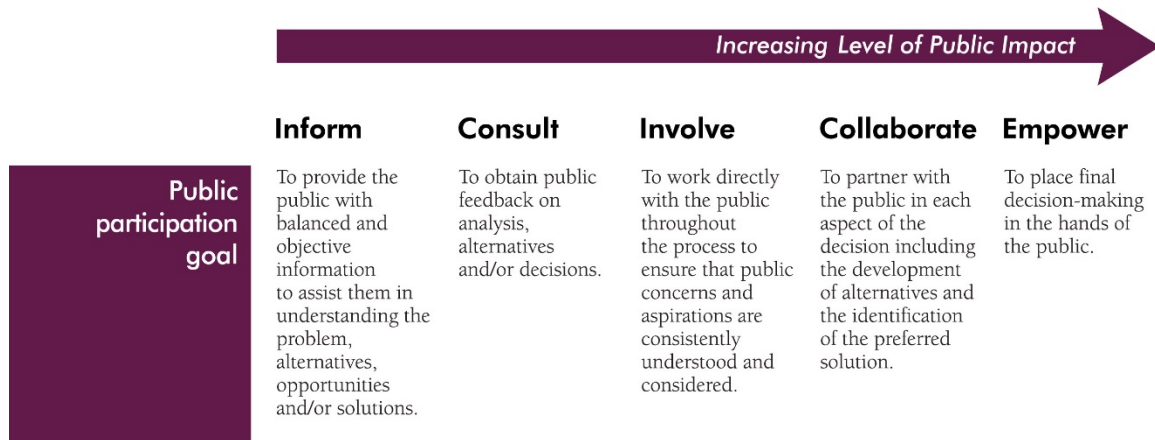 Increasing Level of Public Impact
Inform
Consult
Involve
Collaborate
Empower
Public
participation
goal
To provide the
public with
balanced and
objective
information
to assist them in
understanding the
problem,
alternatives,
opportunities
and/or solutions.
To obtain public
feedback on
analysis,
alternatives
and/or decisions.
To work directly
with the public
throughout
the process to
ensure that public
concerns and
aspirations are
consistently
understood and
considered.
To partner with
the public in each
aspect of the
decision including
the development
of alternatives and
the identification
of the preferred
solution.
To place final
decision-making
in the hands of
the public.